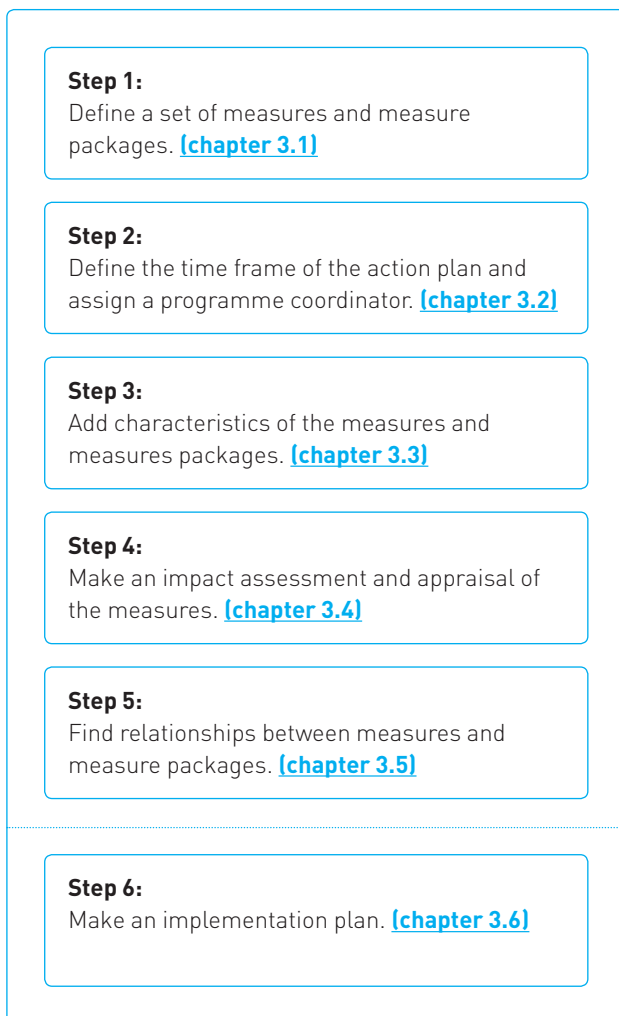 Step 1:
Define a set of measures and measure
packages. (chapter 3.1)
Step 2:
Define the time frame of the action plan and
assign a programme coordinator. (chapter 3.2)
Step 3:
Add characteristics of the measures and
measures packages. (chapter 3.3)
Step 4:
Make an impact assessment and appraisal of
the measures. (chapter 3.4)
Step 5:
Find relationships between measures and
measure packages. (chapter 3.5)
Step 6:
Make an implementation plan. (chapter 3.6)